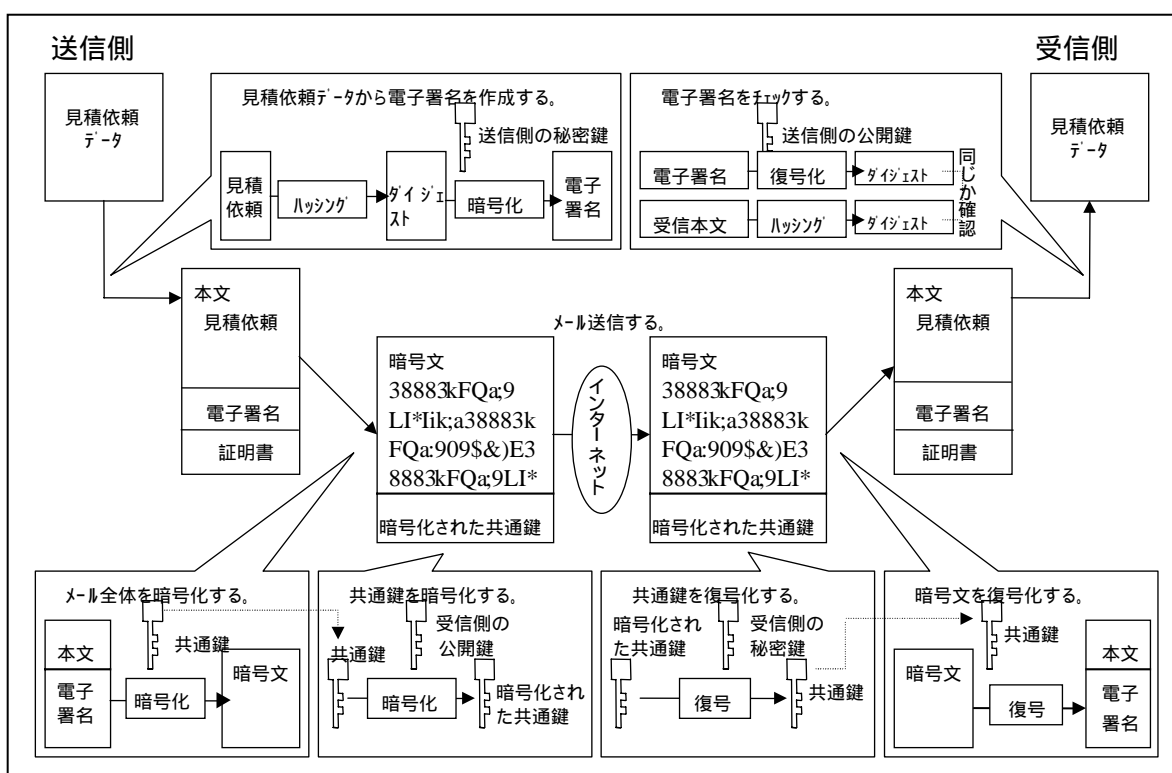 送信側
受信側
見積依頼
データ
見積依頼データから電子署名を作成する。
送信側の秘密鍵
見積
依頼
ハッシング
ダイジェ
スト
暗号化
電子
署名
電子署名をチェックする。
送信側の公開鍵
電子署名
復号化
ダイジェスト
受信本文
ハッシング
ダイジェスト
同じか確認
見積依頼
データ
本文
見積依頼
電子署名
証明書
メール送信する。
暗号文
38883kFQa;9
LI*Iik;a38883k
FQa:909$&)E3
8883kFQa;9LI*
暗号化された共通鍵
インターネット
暗号文
38883kFQa;9
LI*Iik;a38883k
FQa:909$&)E3
8883kFQa;9LI*
暗号化された共通鍵
本文
見積依頼
電子署名
証明書
メール全体を暗号化する。
共通鍵
本文
電子
署名
暗号化
暗号文
共通鍵を暗号化する。
共通鍵
受信側の
公開鍵
暗号化
暗号化され
た共通鍵
共通鍵を復号化する。
暗号化され
た共通鍵
受信側の
秘密鍵
復号
共通鍵
暗号文を復号化する。
共通鍵
暗号文
復号
本文
電子
署名